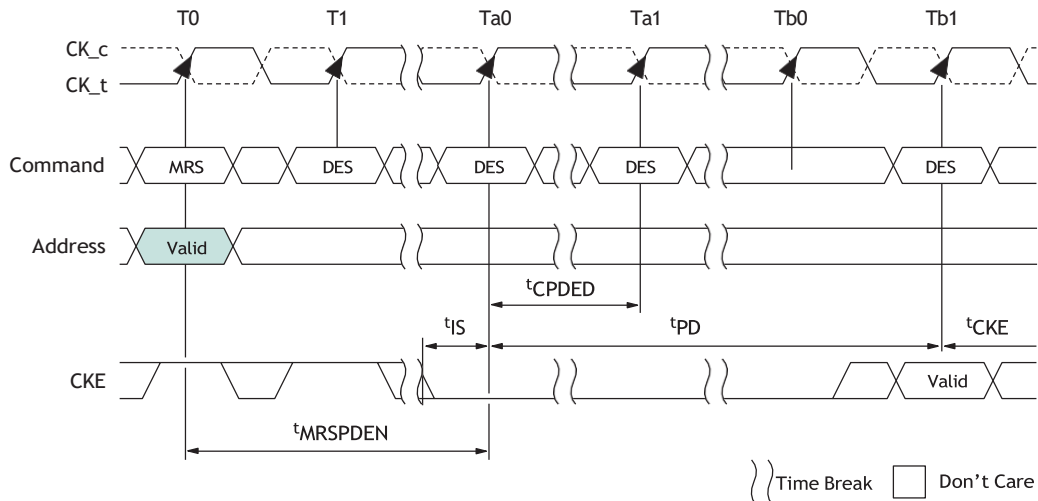 T0 T1 Ta0 Ta1 Tb0 Tb1
CK_c
CK_t
Command MRS DES DES DES DES
Address Valid
tCPDED
tIS tPD tCKE
CKE Valid
tMRSPDEN
Time Break Don't Care